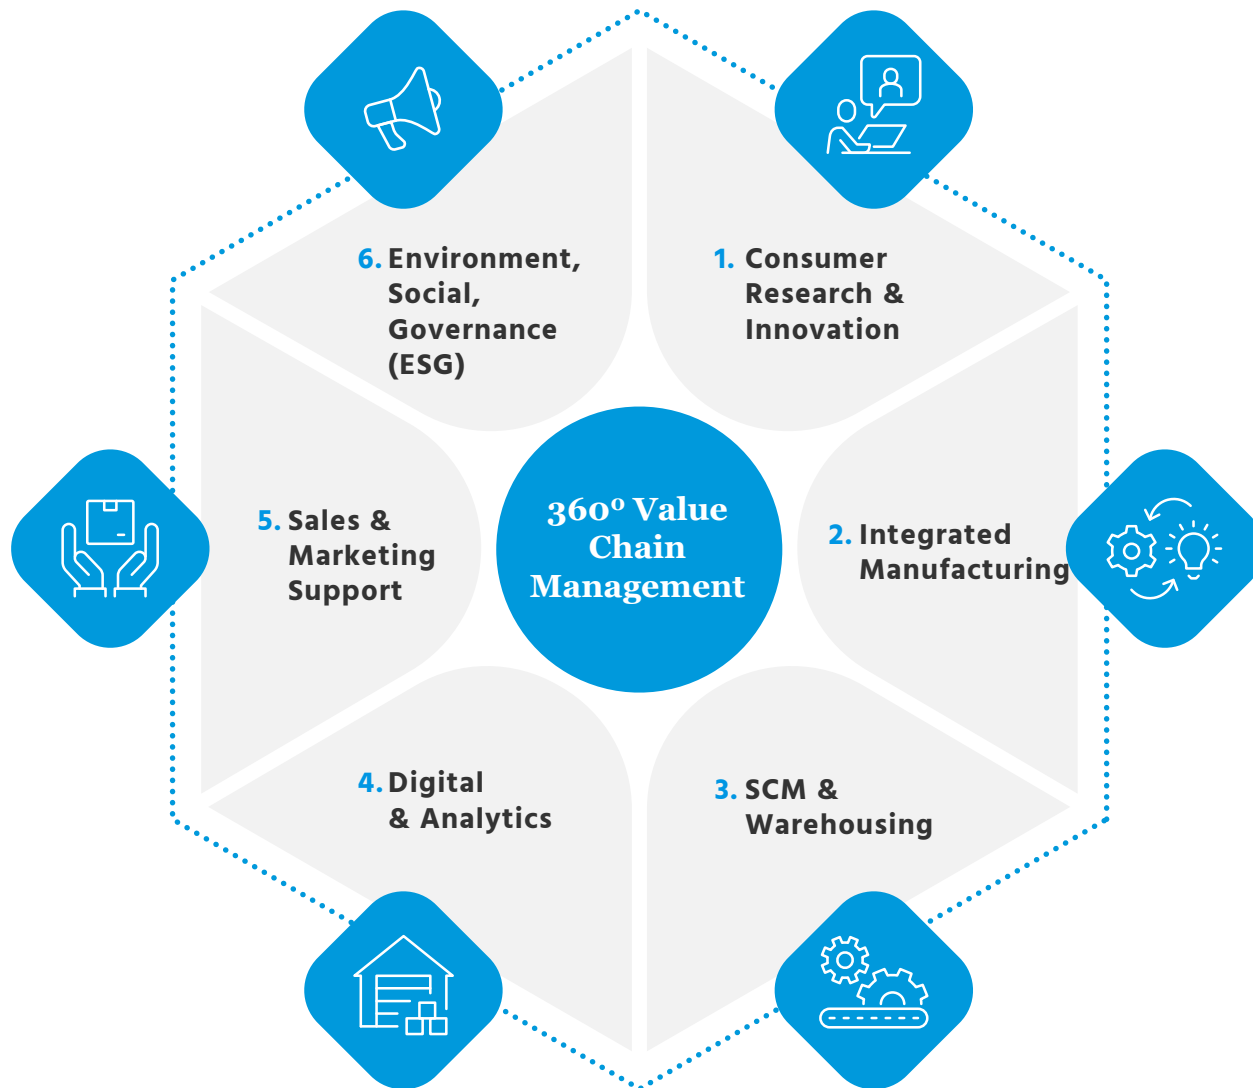 360º Value
Chain
Management
1. Consumer
Research &
Innovation
2. Integrated
Manufacturing
3. SCM &
Warehousing
4. Digital
& Analytics
5. Sales &
Marketing
Support
6. Environment,
Social,
Governance
(ESG)